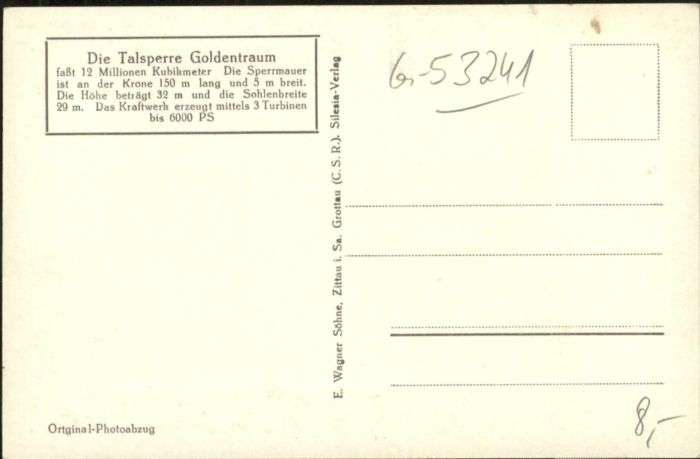 Die Talsperre Goldentraum
faßt 12 Millionen Kubikmeter Die Sperrmauer
ist an der Krone 150 m lang und 5 m breit.
Die Höhe beträgt 32 m und die Sohlenbreite
29 m. Das Kraftwerk erzeugt mittels 3 Turbinen
bis 6000 PS
Ortginal-Photoabzug
E. Wagner Söhne, Zittau i. Sa. Grottau (C.S.R.). Silesia-Verlag
53241
8,-